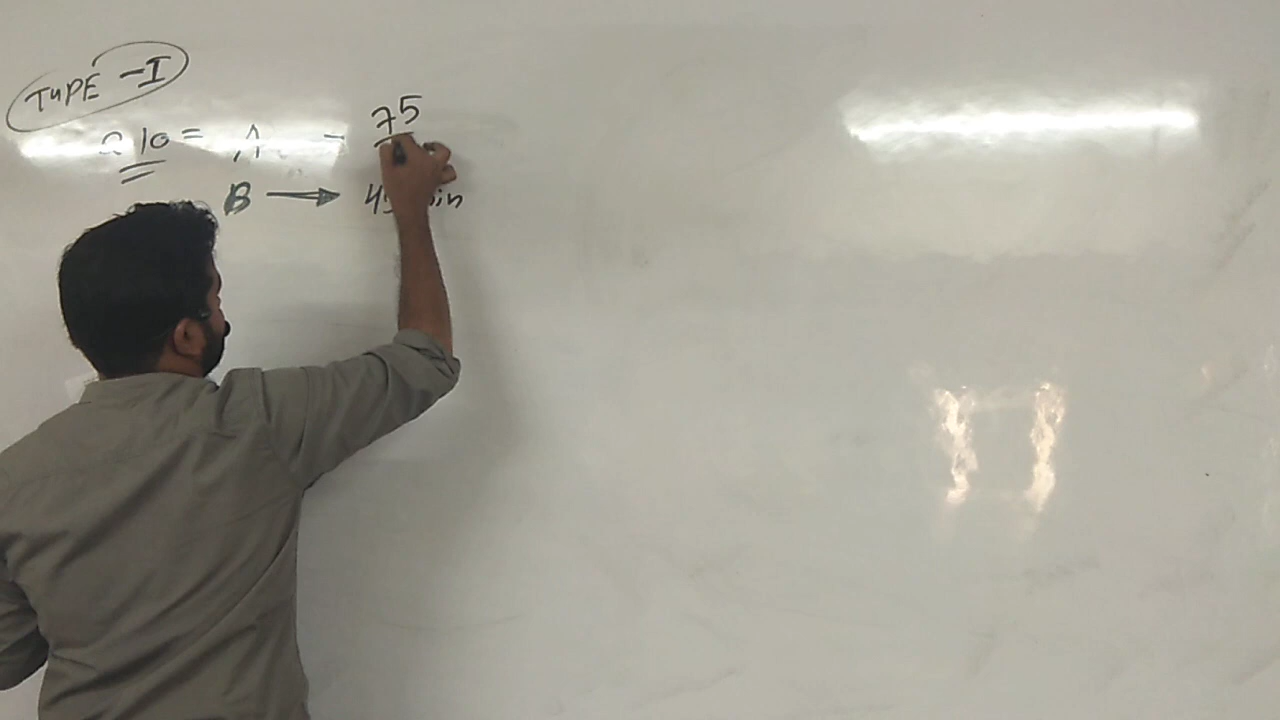 TYPE -I
Q 10 = A - 75
B → 45 min